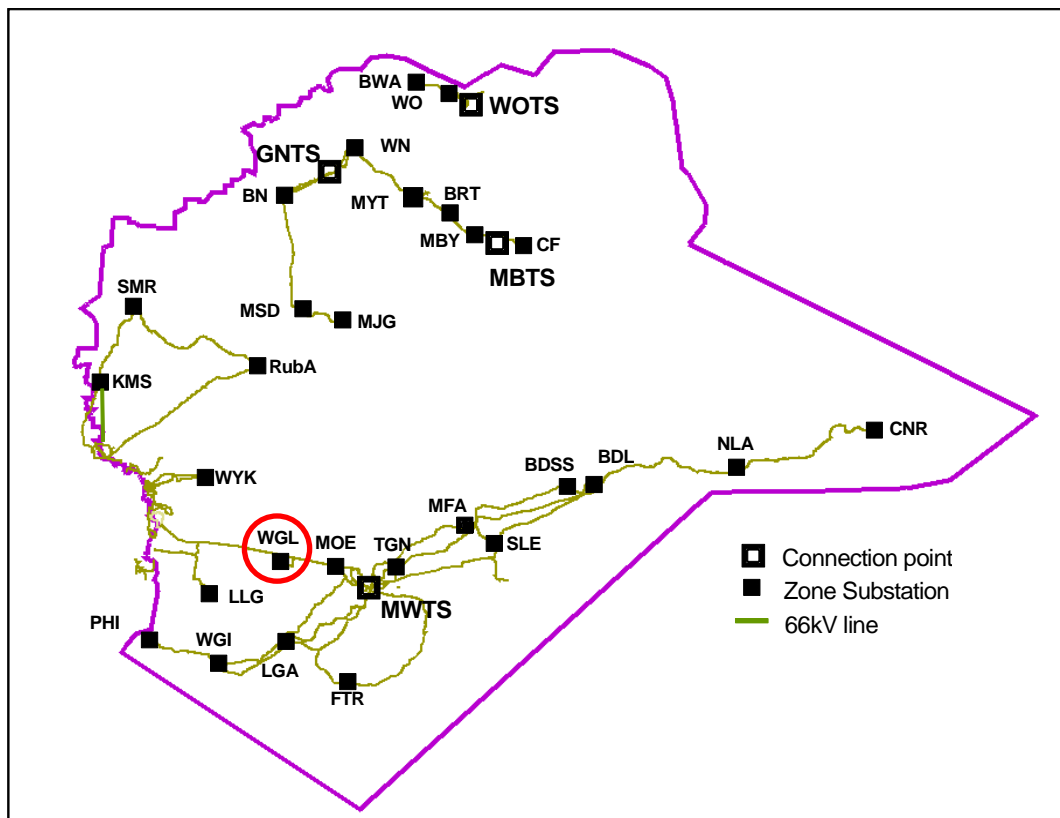 BWA
WO
WOTS
WN
GNTS
BN
MYT
BRT
MBY
CF
MBTS
SMR
MSD
MJG
RubA
KMS
CNR
NLA
BDL
BDSS
WYK
MFA
WGL
MOE
TGN
SLE
LLG
MWTS
PHI
WGI
LGA
FTR
Connection point
Zone Substation
66kV line